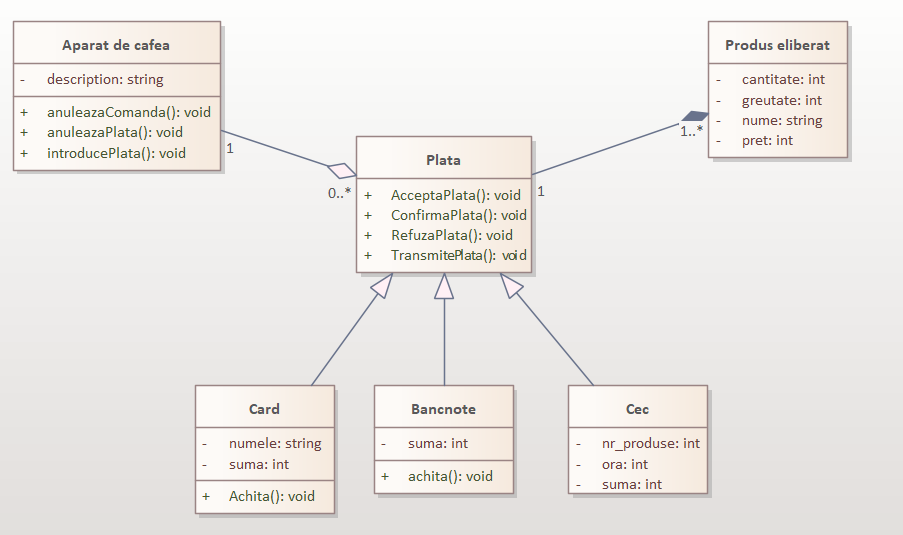 Aparat de cafea
- description: string
+ anuleazaComanda(): void
+ anuleazaPlata(): void
+ introducePlata(): void
1
0..*
Plata
+ AcceptaPlata(): void
+ ConfirmaPlata(): void
+ RefuzaPlata(): void
+ TransmitePlata(): void
1
1..*
Produs eliberat
- cantitate: int
- greutate: int
- nume: string
- pret: int
Card
- numele: string
- suma: int
+ Achita(): void
Bancnote
- suma: int
+ achita(): void
Cec
- nr_produse: int
- ora: int
- suma: int